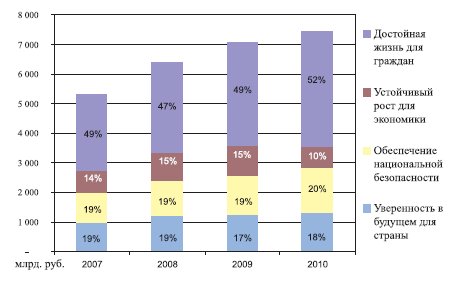 8 000
7 000
6 000
5 000
4 000
3 000
2 000
1 000
–
49%
14%
19%
19%
47%
15%
19%
19%
49%
15%
19%
17%
52%
10%
20%
18%
млрд. руб.
2007
2008
2009
2010
Достойная
жизнь для
граждан
Устойчивый
рост для
экономики
Обеспечение
национальной
безопасности
Уверенность в
будущем для
страны